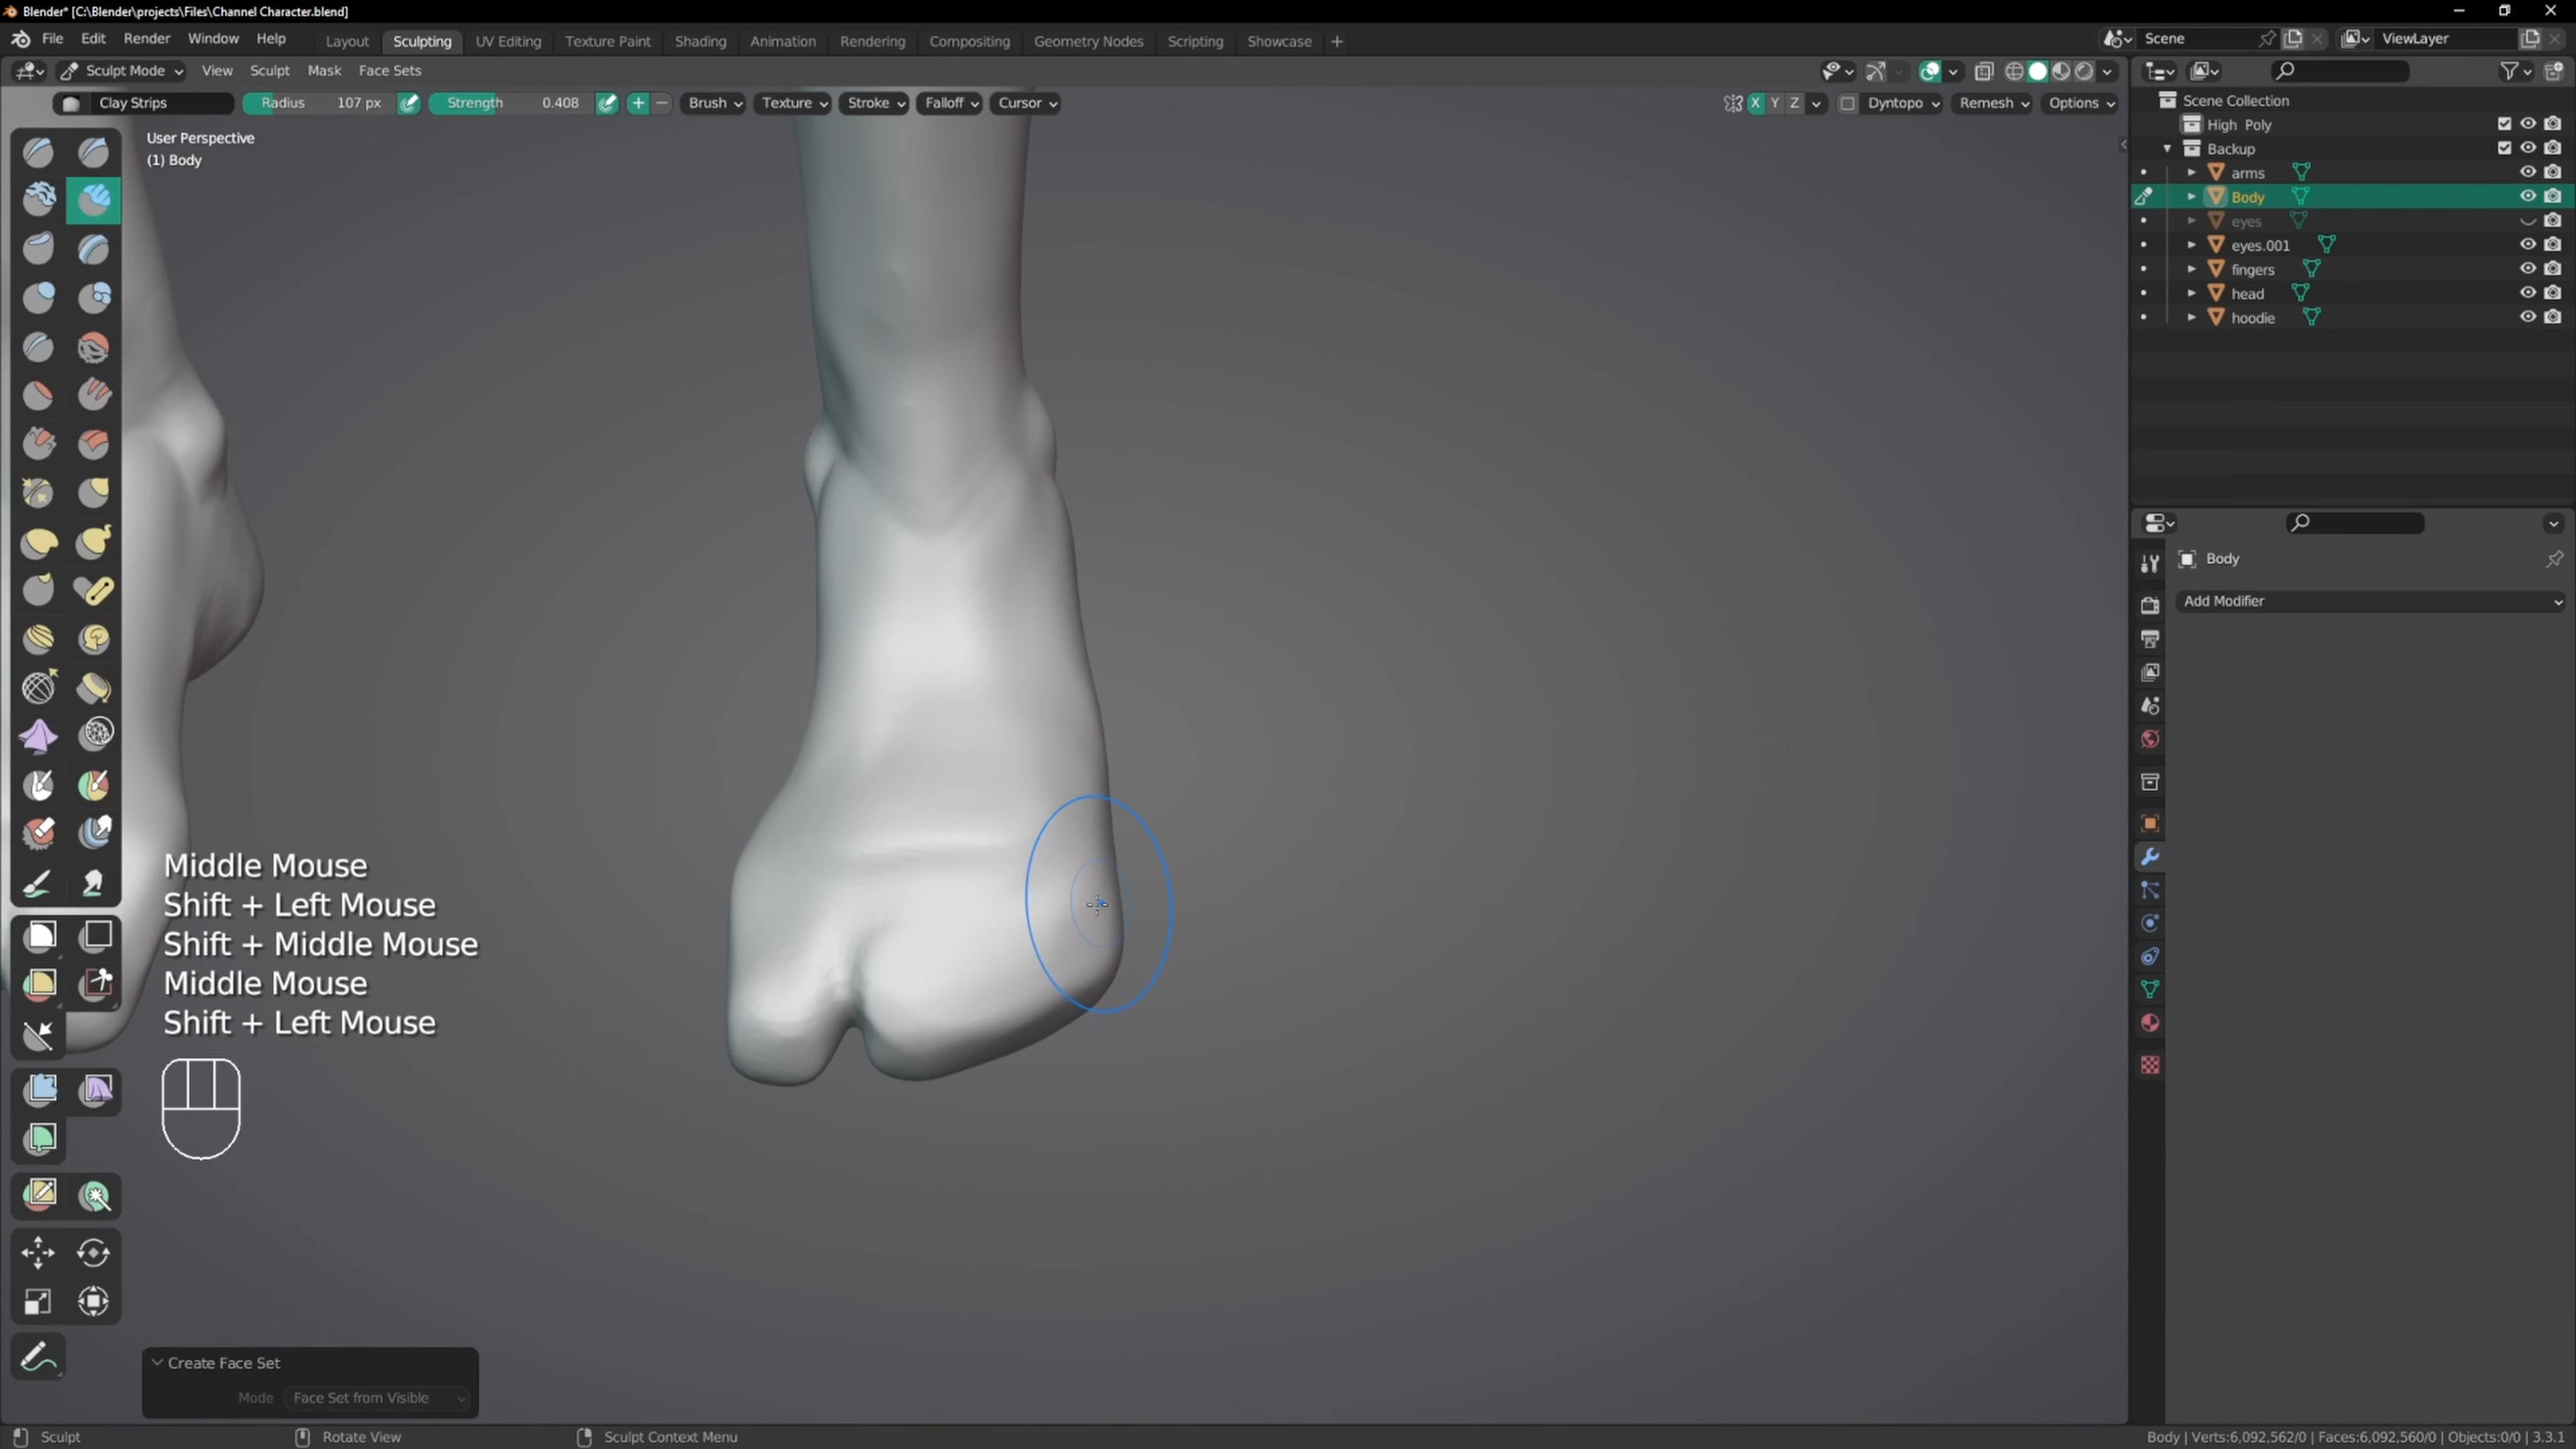 Blender* [C:\Blender\projects\Files\Channel Character.blend]
File Edit Render Window Help Layout Sculpting UV Editing Texture Paint Shading Animation Rendering Compositing Geometry Nodes Scripting Showcase + Scene ViewLayer
Sculpt Mode View Sculpt Mask Face Sets
Clay Strips Radius 107 px Strength 0.408 Brush Texture Stroke Falloff Cursor X Y Z Dyntopo Remesh Options
User Perspective
(1) Body
Scene Collection
High_Poly
Backup
arms
Body
eyes
eyes.001
fingers
head
hoodie
Body
Add Modifier
Middle Mouse
Shift + Left Mouse
Shift + Middle Mouse
Middle Mouse
Shift + Left Mouse
Create Face Set
Mode Face Set from Visible
Sculpt Rotate View Sculpt Context Menu Body | Verts:6,092,562/0 | Faces:6,092,560/0 | Objects:0/0 | 3.3.1